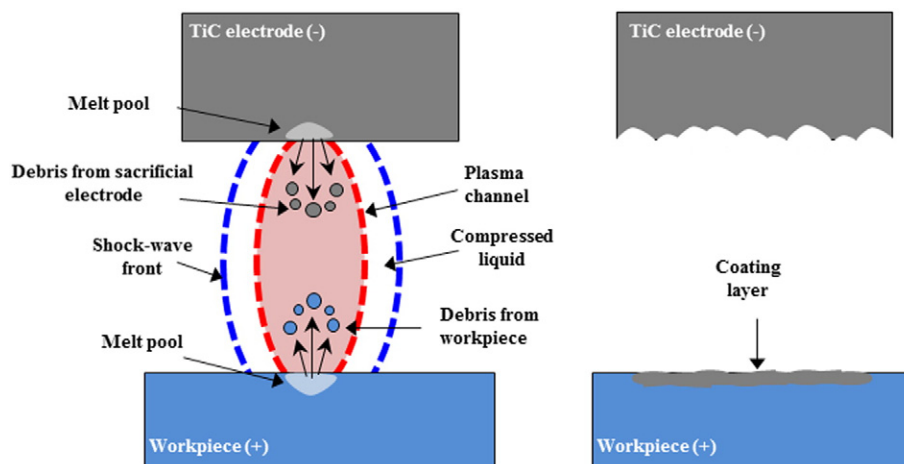 TiC electrode (-)
Melt pool
Debris from sacrificial
electrode
Shock-wave
front
Melt pool
Plasma
channel
Compressed
liquid
Debris from
workpiece
Workpiece (+)
TiC electrode (-)
Coating
layer
Workpiece (+)